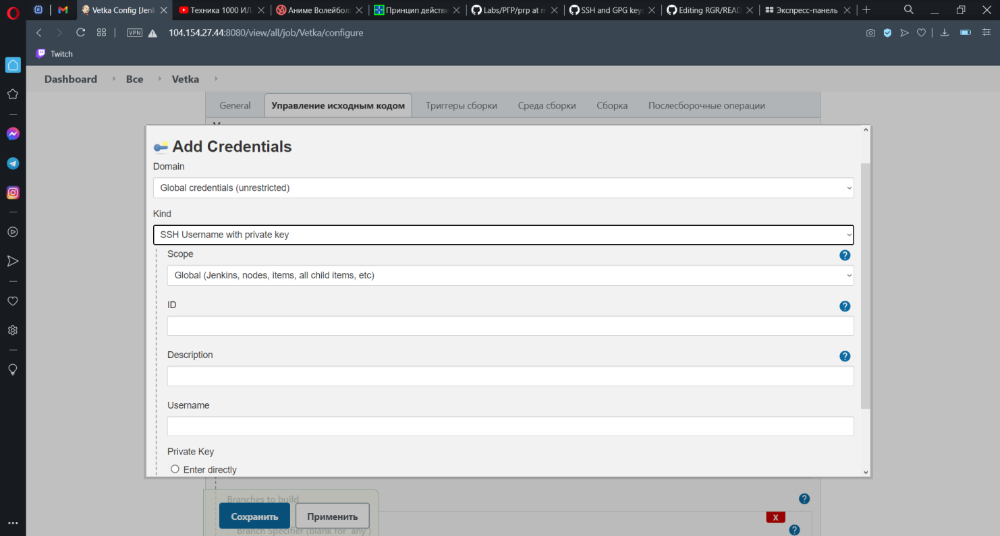 Vetka Config [Jenk
Техника 1000 ИЛ
Аниме Волейбол
Принцип действи
Labs/РГР/prp at m
SSH and GPG keys
Editing RGR/READ
Экспресс-панель
VPN
104.154.27.44:8080/view/all/job/Vetka/configure
Twitch
Dashboard Все Vetka
General Управление исходным кодом Триггеры сборки Среда сборки Сборка Послесборочные операции
Add Credentials
Domain
Global credentials (unrestricted)
Kind
SSH Username with private key
Scope
Global (Jenkins, nodes, items, all child items, etc)
ID
Description
Username
Private Key
Enter directly
Branches to build
Сохранить Применить
X
Branch Specifier (blank for 'any')